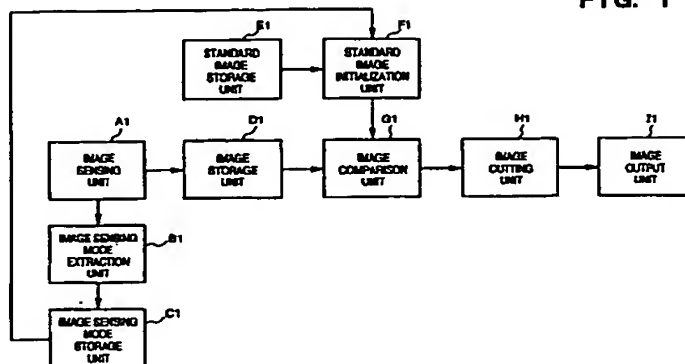 FIG. 1
E1
F1
STANDARD
IMAGE
STORAGE
UNIT
STANDARD
IMAGE
INITIALIZATION
UNIT
A1
D1
G1
H1
I1
IMAGE
SENSING
UNIT
IMAGE
STORAGE
UNIT
IMAGE
COMPARISON
UNIT
IMAGE
CUTTING
UNIT
IMAGE
OUTPUT
UNIT
B1
IMAGE SENSING
MODE
EXTRACTION
UNIT
C1
IMAGE SENSING
MODE
STORAGE
UNIT